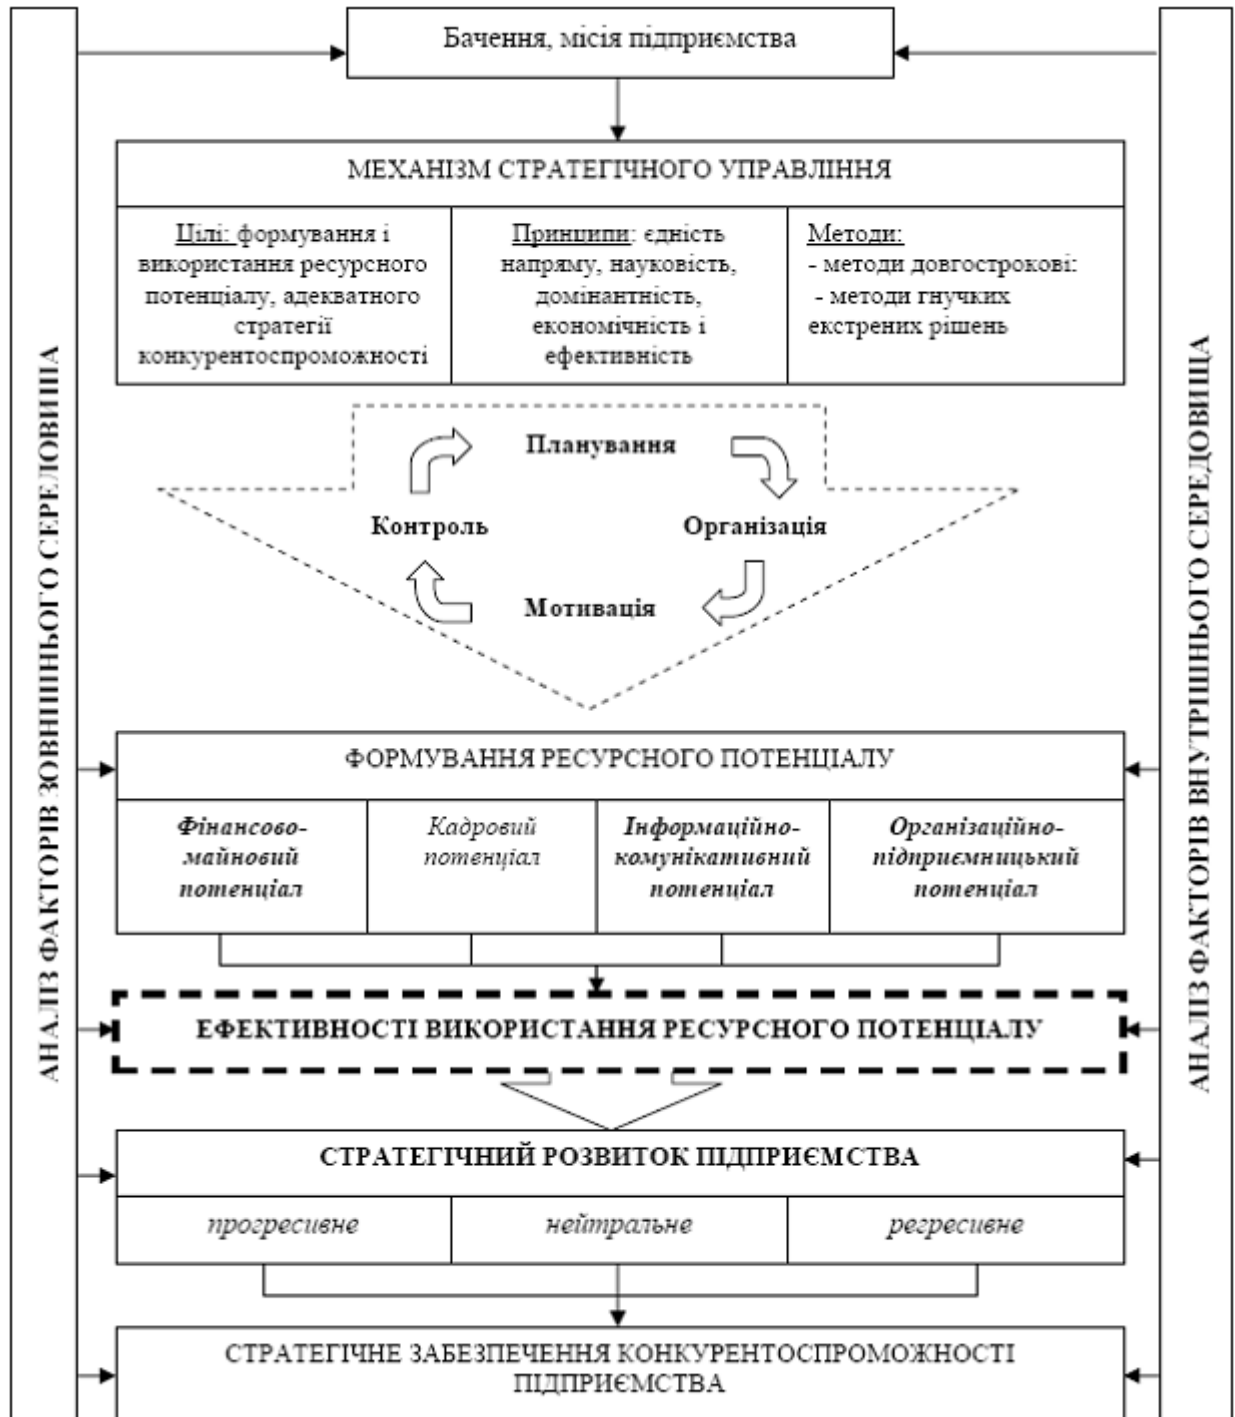 Бачення, місія підприємства
МЕХАНІЗМ СТРАТЕГІЧНОГО УПРАВЛІННЯ
Цілі: формування і
використання ресурсного
потенціалу, адекватного
стратегії
конкурентоспроможності
Принципи: єдність
напряму, науковість,
домінантність,
економічність і
ефективність
Методи:
- методи довгострокові:
- методи гнучких
екстрених рішень
Планування
Контроль
Організація
Мотивація
ФОРМУВАННЯ РЕСУРСНОГО ПОТЕНЦІАЛУ
Фінансово-
майновий
потенціал
Кадровий
потенціал
Інформаційно-
комунікативний
потенціал
Організаційно-
підприємницький
потенціал
ЕФЕКТИВНОСТІ ВИКОРИСТАННЯ РЕСУРСНОГО ПОТЕНЦІАЛУ
СТРАТЕГІЧНИЙ РОЗВИТОК ПІДПРИЄМСТВА
прогресивне
нейтральне
регресивне
СТРАТЕГІЧНЕ ЗАБЕЗПЕЧЕННЯ КОНКУРЕНТОСПРОМОЖНОСТІ
ПІДПРИЄМСТВА
АНАЛІЗ ФАКТОРІВ ЗОВНІШНЬОГО СЕРЕДОВИЩА
АНАЛІЗ ФАКТОРІВ ВНУТРІШНЬОГО СЕРЕДОВИЩА